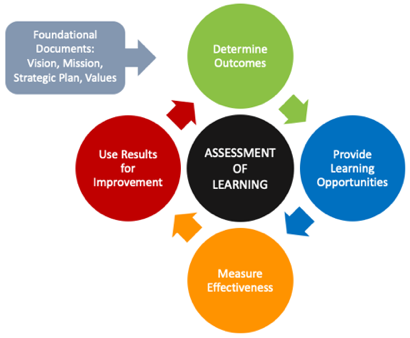 Foundational
Documents:
Vision, Mission,
Strategic Plan, Values
Determine
Outcomes
Use Results
for
Improvement
ASSESSMENT
OF
LEARNING
Provide
Learning
Opportunities
Measure
Effectiveness